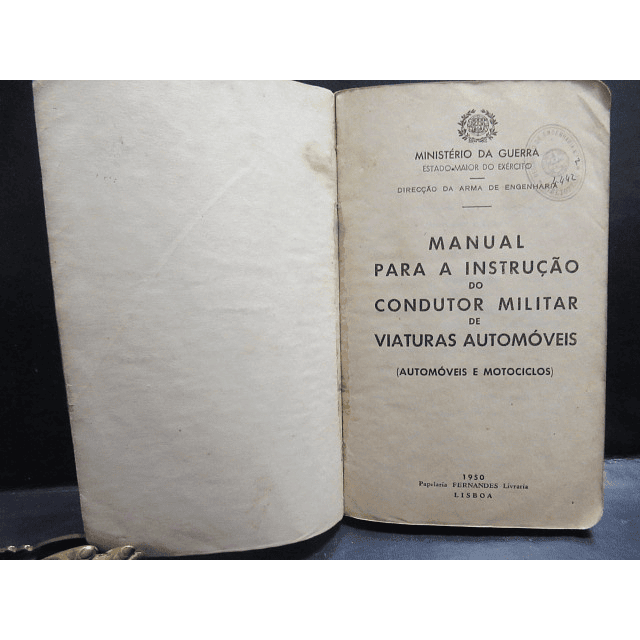 MINISTÉRIO DA GUERRA
ESTADO-MAIOR DO EXÉRCITO
DIRECÇÃO DA ARMA DE ENGENHARIA
MANUAL
PARA A INSTRUÇÃO
DO
CONDUTOR MILITAR
DE
VIATURAS AUTOMÓVEIS
(AUTOMÓVEIS E MOTOCICLOS)
1950
Papelaria FERNANDES Livraria
LISBOA